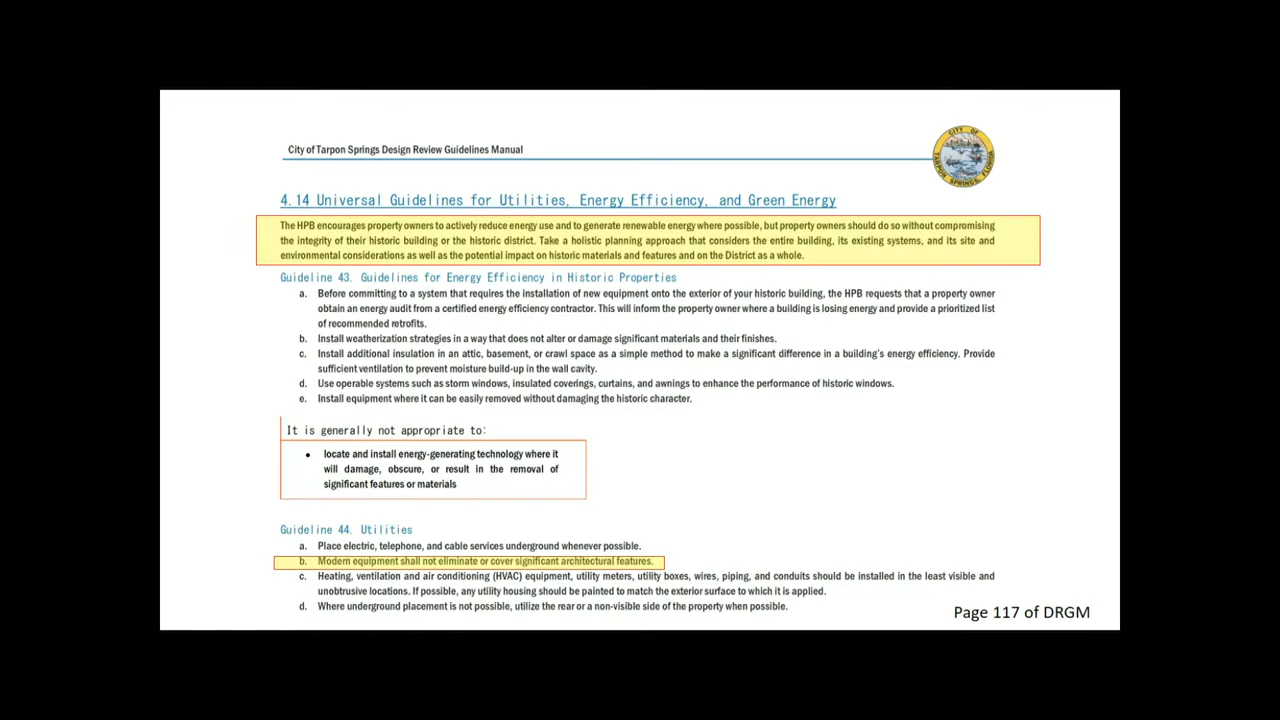 City of Tarpon Springs Design Review Guidelines Manual
CITY OF
TARPON SPRINGS, FLORIDA
4.14 Universal Guidelines for Utilities, Energy Efficiency, and Green Energy
The HPB encourages property owners to actively reduce energy use and to generate renewable energy where possible, but property owners should do so without compromising
the integrity of their historic building or the historic district. Take a holistic planning approach that considers the entire building, its existing systems, and its site and
environmental considerations as well as the potential impact on historic materials and features and on the District as a whole.
Guideline 43. Guidelines for Energy Efficiency in Historic Properties
a. Before committing to a system that requires the installation of new equipment onto the exterior of your historic building, the HPB requests that a property owner
obtain an energy audit from a certified energy efficiency contractor. This will inform the property owner where a building is losing energy and provide a prioritized list
of recommended retrofits.
b. Install weatherization strategies in a way that does not alter or damage significant materials and their finishes.
c. Install additional insulation in an attic, basement, or crawl space as a simple method to make a significant difference in a building's energy efficiency. Provide
sufficient ventilation to prevent moisture build-up in the wall cavity.
d. Use operable systems such as storm windows, insulated coverings, curtains, and awnings to enhance the performance of historic windows.
e. Install equipment where it can be easily removed without damaging the historic character.
It is generally not appropriate to:
• locate and install energy-generating technology where it
will damage, obscure, or result in the removal of
significant features or materials
Guideline 44. Utilities
a. Place electric, telephone, and cable services underground whenever possible.
b. Modern equipment shall not eliminate or cover significant architectural features.
c. Heating, ventilation and air conditioning (HVAC) equipment, utility meters, utility boxes, wires, piping, and conduits should be installed in the least visible and
unobtrusive locations. If possible, any utility housing should be painted to match the exterior surface to which it is applied.
d. Where underground placement is not possible, utilize the rear or a non-visible side of the property when possible.
Page 117 of DRGM